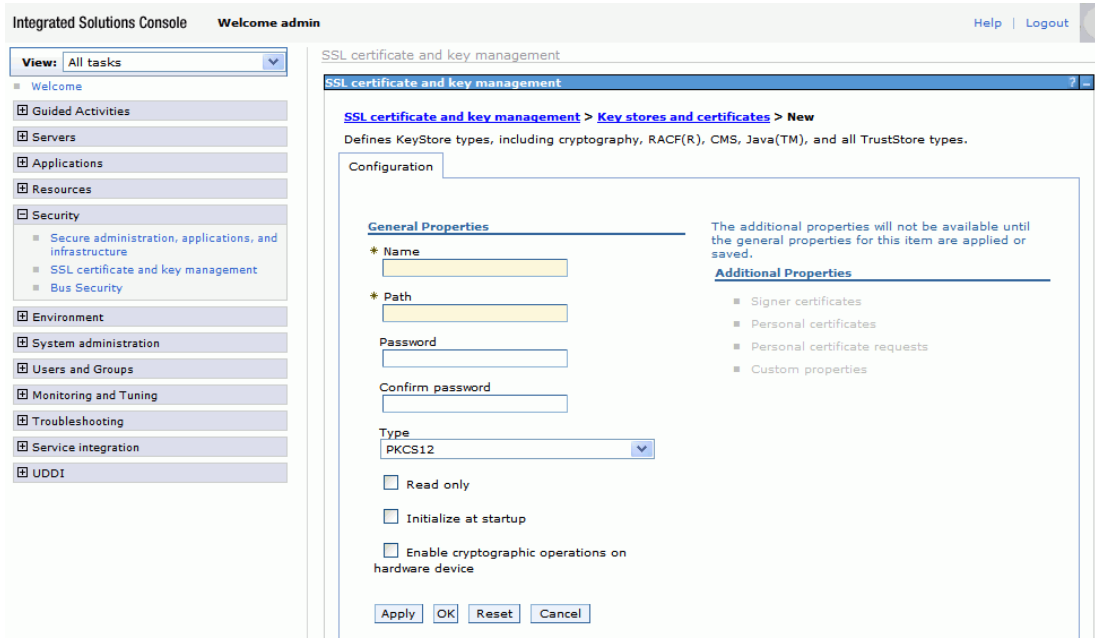 Integrated Solutions Console Welcome admin
Help | Logout
View: All tasks
Welcome
Guided Activities
Servers
Applications
Resources
Security
Secure administration, applications, and
infrastructure
SSL certificate and key management
Bus Security
Environment
System administration
Users and Groups
Monitoring and Tuning
Troubleshooting
Service integration
UDDI
SSL certificate and key management
SSL certificate and key management ? -
SSL certificate and key management > Key stores and certificates > New
Defines KeyStore types, including cryptography, RACF(R), CMS, Java(TM), and all TrustStore types.
Configuration
General Properties
* Name
* Path
Password
Confirm password
Type
PKCS12
Read only
Initialize at startup
Enable cryptographic operations on
hardware device
Apply OK Reset Cancel
The additional properties will not be available until
the general properties for this item are applied or
saved.
Additional Properties
Signer certificates
Personal certificates
Personal certificate requests
Custom properties